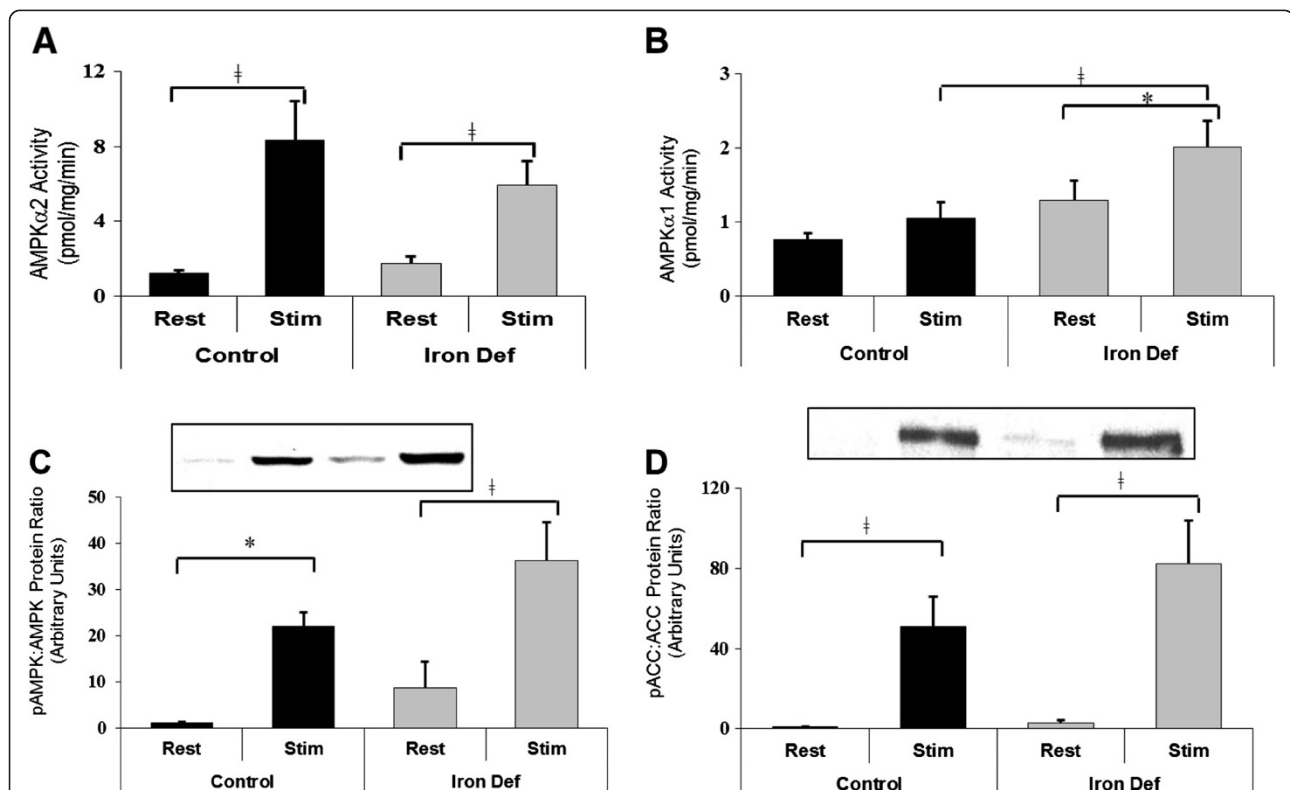 A
AMPKα2 Activity
(pmol/mg/min)
12
8
4
0
‡
‡
Rest Stim Rest Stim
Control Iron Def
B
AMPKα1 Activity
(pmol/mg/min)
3
2
1
0
‡
*
Rest Stim Rest Stim
Control Iron Def
C
pAMPK:AMPK Protein Ratio
(Arbitrary Units)
50
40
30
20
10
0
*
‡
Rest Stim Rest Stim
Control Iron Def
D
pACC:ACC Protein Ratio
(Arbitrary Units)
120
80
40
0
‡
‡
Rest Stim Rest Stim
Control Iron Def